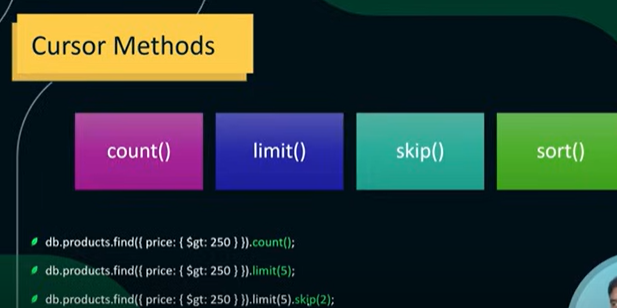 Cursor Methods
count() limit() skip() sort()
db.products.find({ price: { $gt: 250 } }).count();
db.products.find({ price: { $gt: 250 } }).limit(5);
db.products.find({ price: { $gt: 250 } }).limit(5).skip(2);